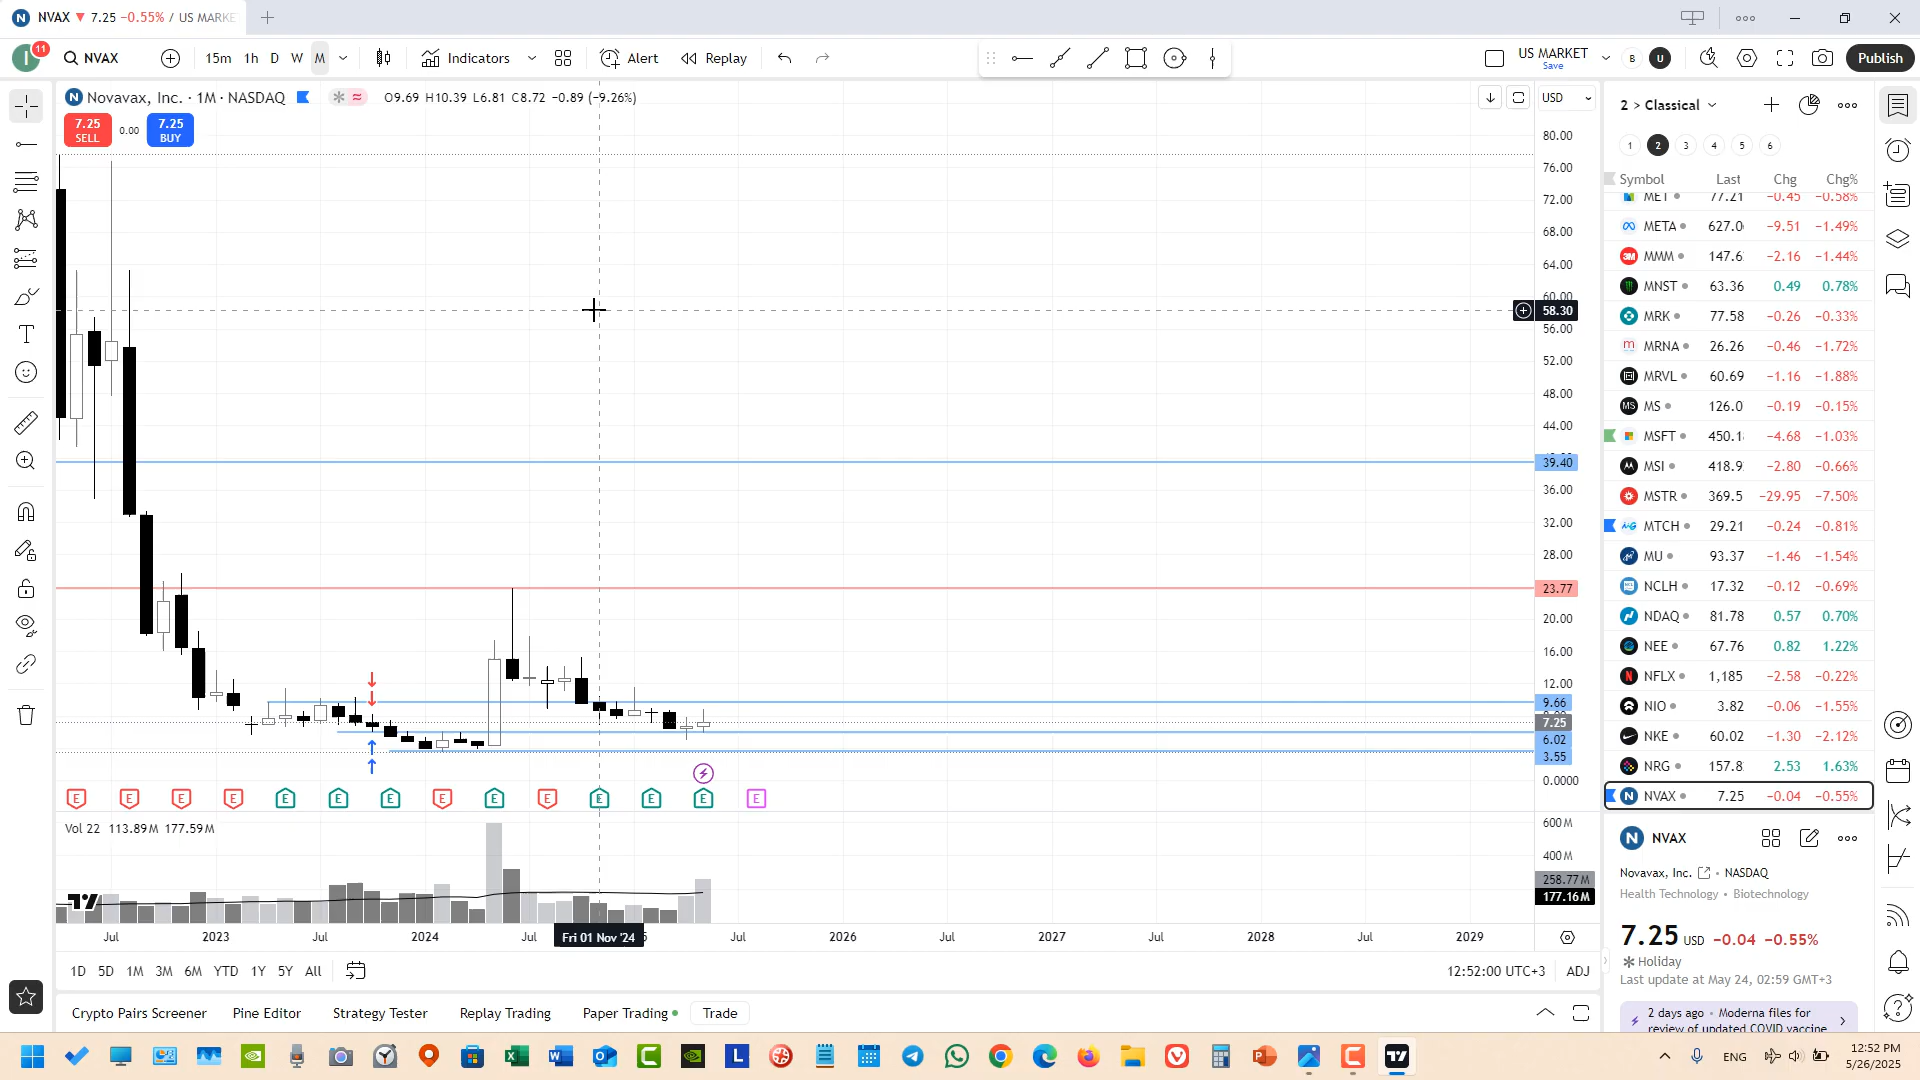 NVAX 7.25 −0.55% / US MARKE
11
NVAX 15m 1h D W M Indicators Alert Replay US MARKET Save B U Publish
Novavax, Inc. · 1M · NASDAQ O9.69 H10.39 L6.81 C8.72 −0.89 (−9.26%)
USD
7.25 SELL 0.00 7.25 BUY
80.00
76.00
72.00
68.00
64.00
60.00
58.30
56.00
52.00
48.00
44.00
39.40
36.00
32.00
28.00
23.77
20.00
16.00
12.00
9.66
7.25
6.02
3.55
0.0000
E E E E E E E E E E E E E E
Vol 22 113.89M 177.59M
600M
400M
258.77M
177.16M
Jul 2023 Jul 2024 Jul Fri 01 Nov '24 Jul 2026 Jul 2027 Jul 2028 Jul 2029
1D 5D 1M 3M 6M YTD 1Y 5Y All 12:52:00 UTC+3 ADJ
Crypto Pairs Screener Pine Editor Strategy Tester Replay Trading Paper Trading Trade
2 > Classical
1 2 3 4 5 6
Symbol Last Chg Chg%
MET 77.21 −0.45 −0.58%
META 627.0 −9.51 −1.49%
MMM 147.6 −2.16 −1.44%
MNST 63.36 0.49 0.78%
MRK 77.58 −0.26 −0.33%
MRNA 26.26 −0.46 −1.72%
MRVL 60.69 −1.16 −1.88%
MS 126.0 −0.19 −0.15%
MSFT 450.1 −4.68 −1.03%
MSI 418.9 −2.80 −0.66%
MSTR 369.5 −29.95 −7.50%
MTCH 29.21 −0.24 −0.81%
MU 93.37 −1.46 −1.54%
NCLH 17.32 −0.12 −0.69%
NDAQ 81.78 0.57 0.70%
NEE 67.76 0.82 1.22%
NFLX 1,185 −2.58 −0.22%
NIO 3.82 −0.06 −1.55%
NKE 60.02 −1.30 −2.12%
NRG 157.8 2.53 1.63%
NVAX 7.25 −0.04 −0.55%
NVAX
Novavax, Inc. · NASDAQ
Health Technology · Biotechnology
7.25 USD −0.04 −0.55%
Holiday
Last update at May 24, 02:59 GMT+3
2 days ago · Moderna files for
review of updated COVID vaccine
ENG 12:52 PM
5/26/2025